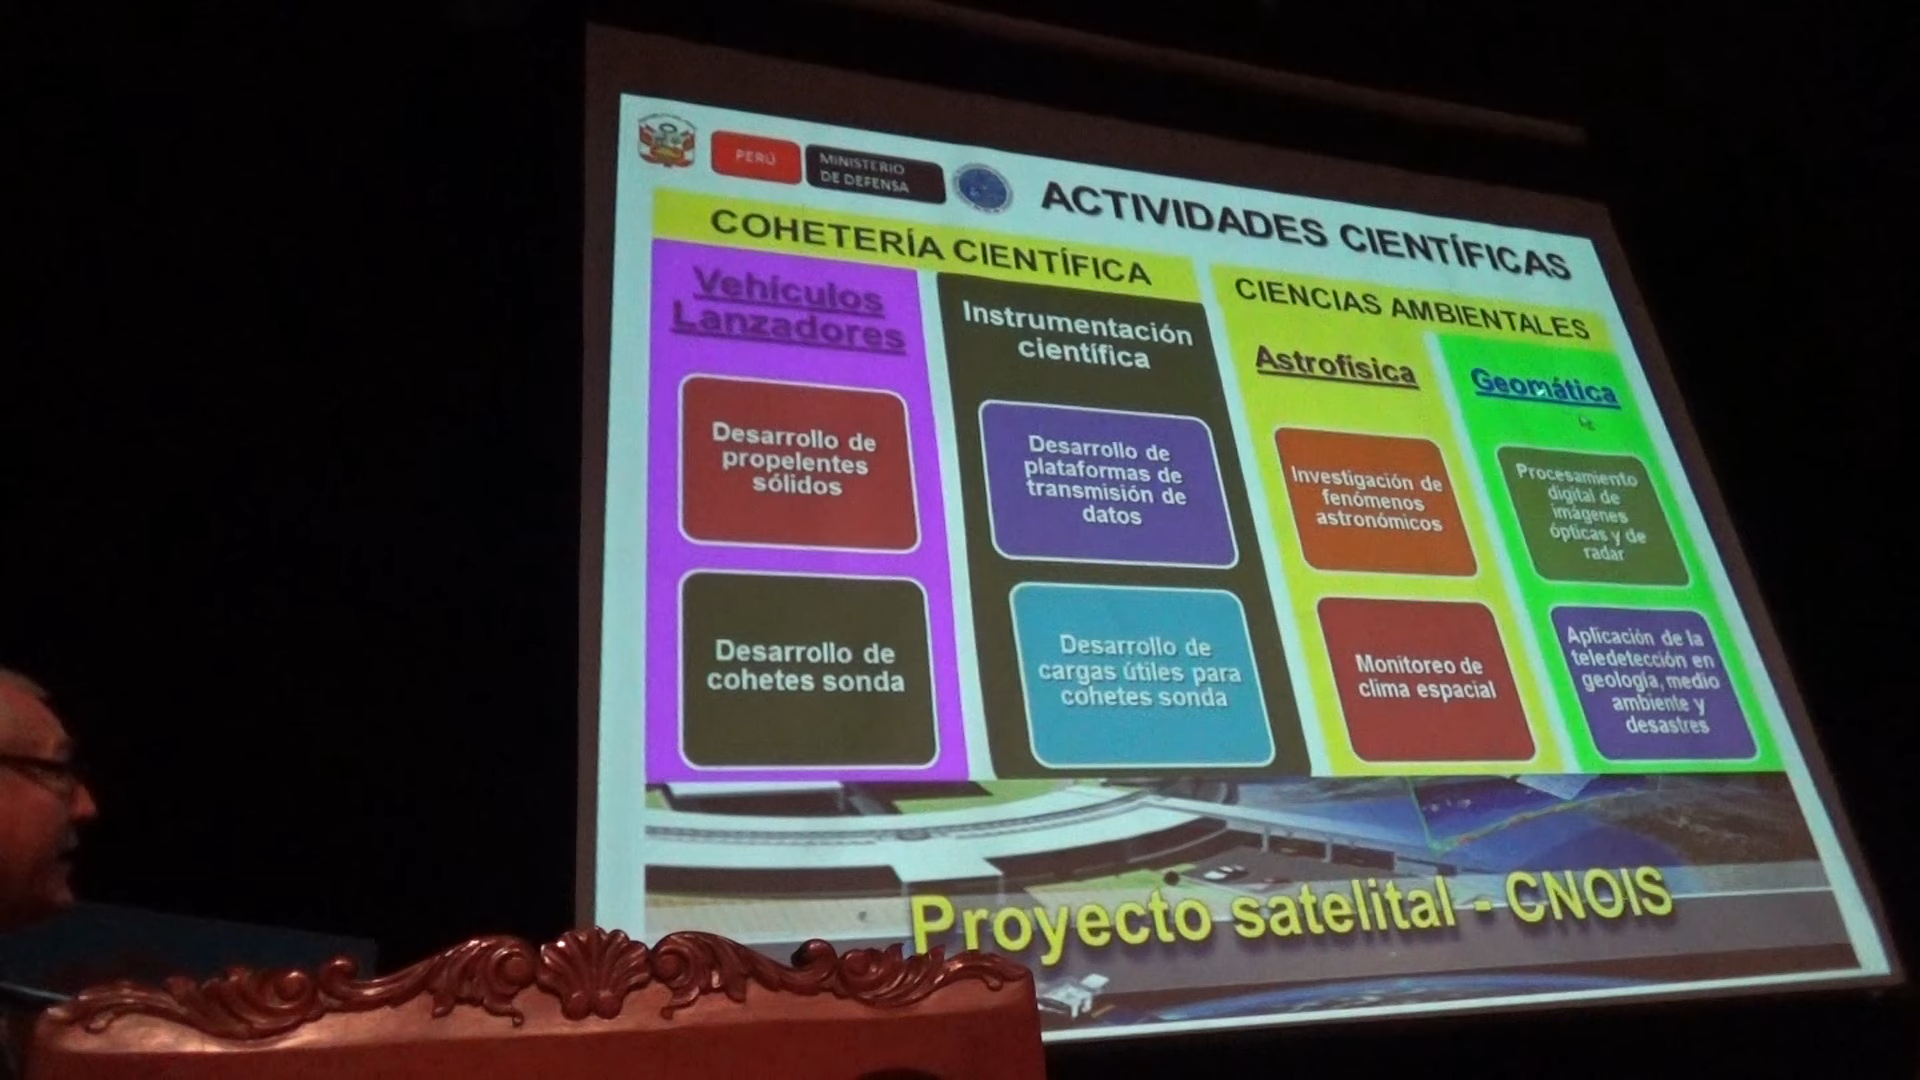 PERÚ
MINISTERIO
DE DEFENSA
ACTIVIDADES CIENTÍFICAS
COHETERÍA CIENTÍFICA
CIENCIAS AMBIENTALES
Vehículos
Lanzadores
Desarrollo de
propelentes
sólidos
Desarrollo de
cohetes sonda
Instrumentación
científica
Desarrollo de
plataformas de
transmisión de
datos
Desarrollo de
cargas útiles para
cohetes sonda
Astrofísica
Investigación de
fenómenos
astronómicos
Monitoreo de
clima espacial
Geomática
Procesamiento
digital de
imágenes
ópticas y de
radar
Aplicación de la
teledetección en
geología, medio
ambiente y
desastres
Proyecto satelital - CNOIS